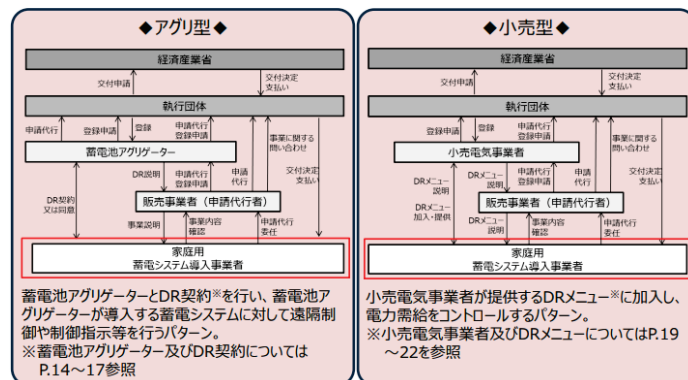 ◆アグリ型◆
経済産業省
交付申請
交付決定
支払い
執行団体
申請代行
登録申請
登録
申請代行
登録申請
事業に関する
問い合わせ
蓄電池アグリゲーター
DR説明
申請代行
登録申請
申請
代行
交付決定
支払い
DR契約
又は同意
販売事業者（申請代行者）
事業説明
事業内容
確認
申請代行
委任
家庭用
蓄電システム導入事業者
蓄電池アグリゲーターとDR契約※を行い、蓄電池アグ
リゲーターが導入する蓄電システムに対して遠隔制
御や制御指示等を行うパターン。
※蓄電池アグリゲーター及びDR契約については
P.14～17参照
◆小売型◆
経済産業省
交付申請
交付決定
支払い
執行団体
登録申請
登録
申請代行
登録申請
事業に関する
問い合わせ
小売電気事業者
DRメニュー
説明
DRメニュー
説明
申請代行
登録申請
申請
代行
交付決定
支払い
DRメニュー
加入・提供
販売事業者（申請代行者）
DRメニュー
説明
事業内容
確認
申請代行
委任
家庭用
蓄電システム導入事業者
小売電気事業者が提供するDRメニュー※に加入し、
電力需給をコントロールするパターン。
※小売電気事業者及びDRメニューについてはP.19
～22を参照